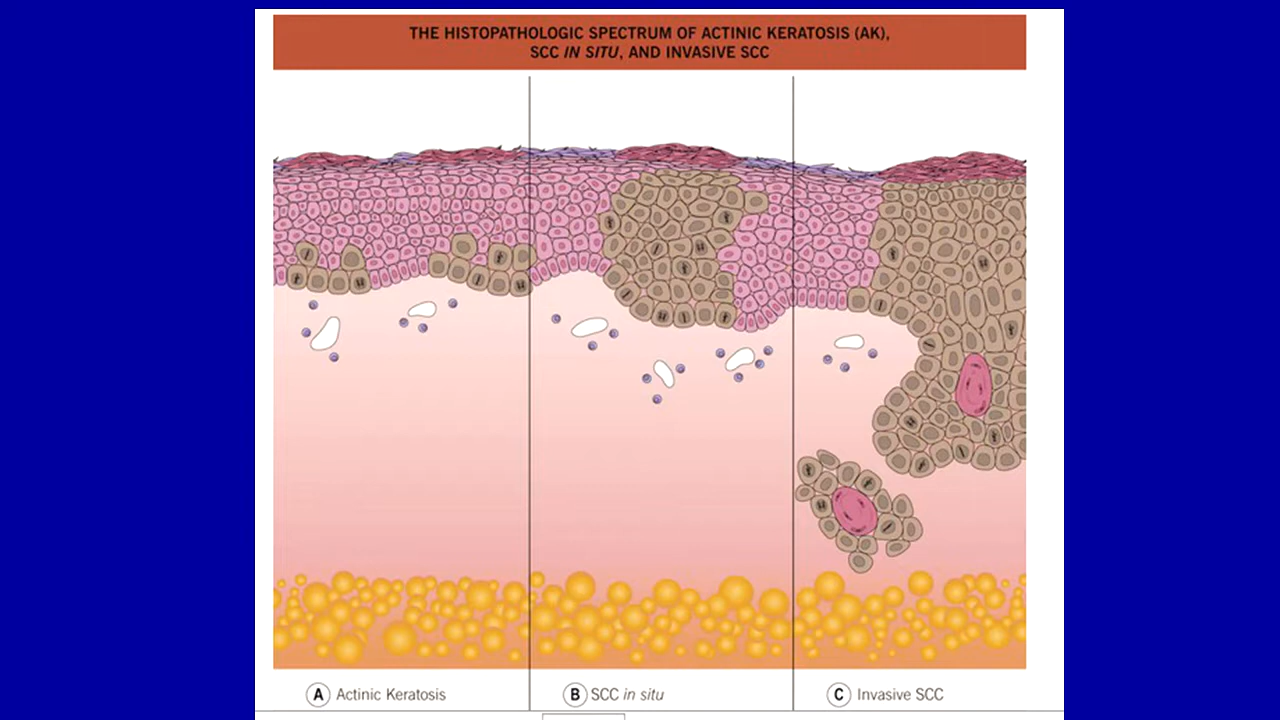 THE HISTOPATHOLOGIC SPECTRUM OF ACTINIC KERATOSIS (AK),
SCC IN SITU, AND INVASIVE SCC
A Actinic Keratosis
B SCC in situ
C Invasive SCC